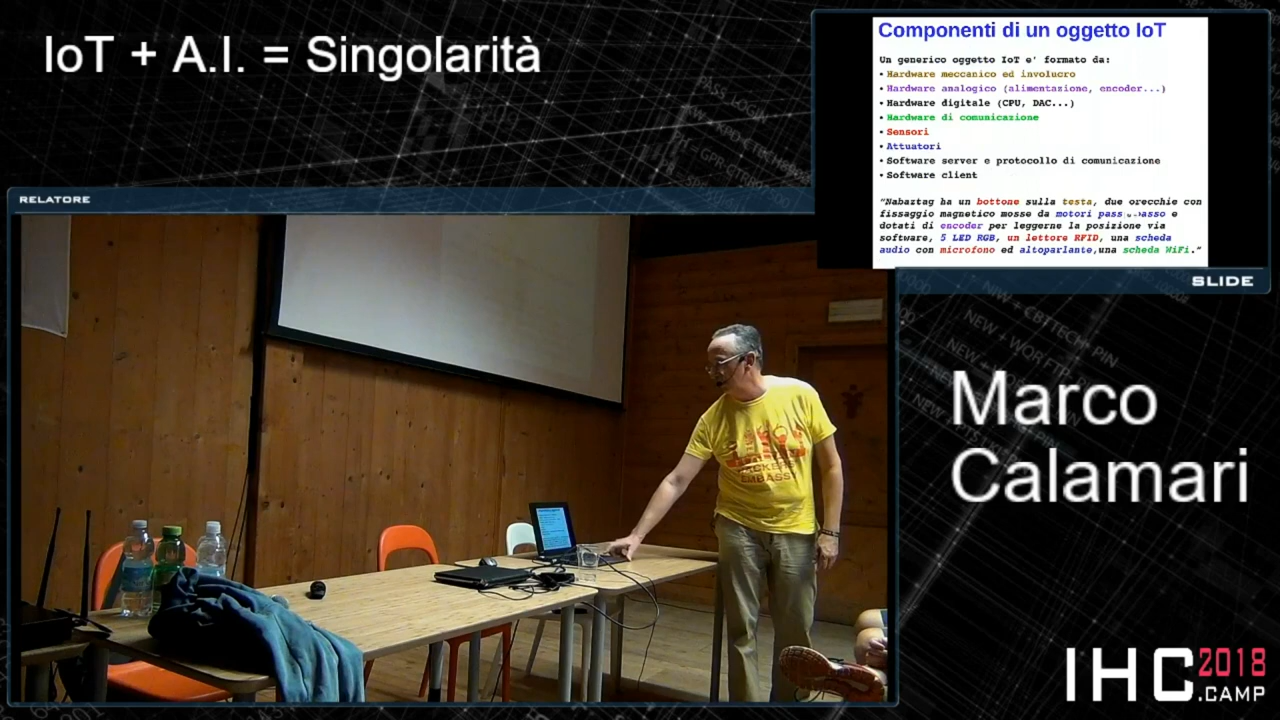 IoT + A.I. = Singolarità
Componenti di un oggetto IoT
Un generico oggetto IoT e' formato da:
• Hardware meccanico ed involucro
• Hardware analogico (alimentazione, encoder...)
• Hardware digitale (CPU, DAC...)
• Hardware di comunicazione
• Sensori
• Attuatori
• Software server e protocollo di comunicazione
• Software client
"Nabaztag ha un bottone sulla testa, due orecchie con
fissaggio magnetico mosse da motori pass passo e
dotati di encoder per leggerne la posizione via
software, 5 LED RGB, un lettore RFID, una scheda
audio con microfono ed altoparlante,una scheda WiFi."
SLIDE
RELATORE
HACKERS
EMBASSY
Marco
Calamari
IHC 2018
.CAMP